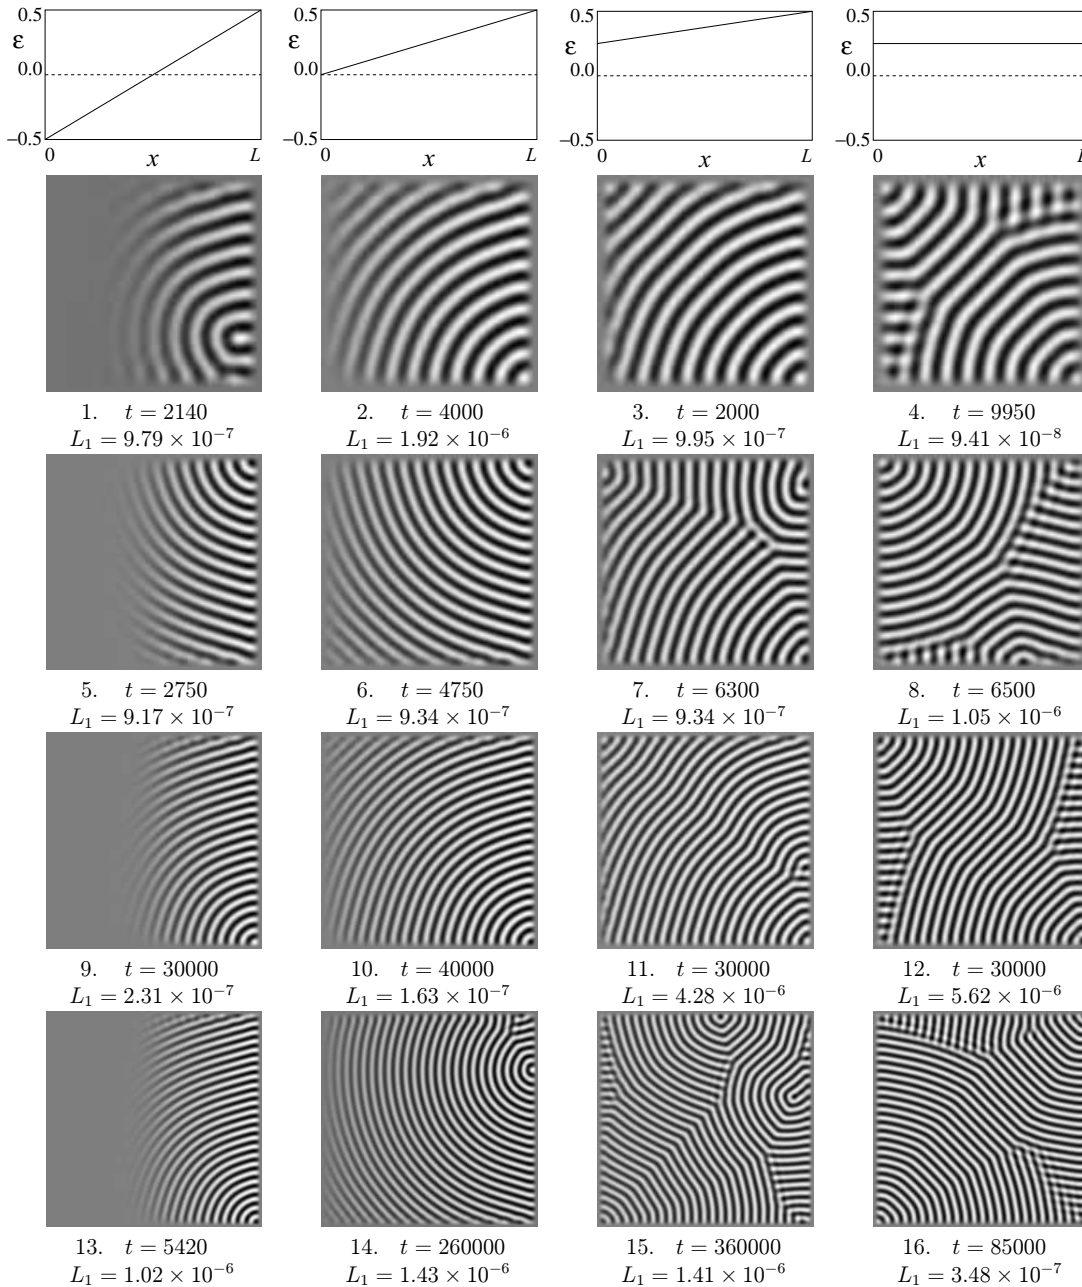 0.5 0.5 0.5 0.5
ε ε ε ε
0.0 0.0 0.0 0.0
−0.5 −0.5 −0.5 −0.5
0 x L 0 x L 0 x L 0 x L
1. t = 2140 2. t = 4000 3. t = 2000 4. t = 9950
L₁ = 9.79 × 10⁻⁷ L₁ = 1.92 × 10⁻⁶ L₁ = 9.95 × 10⁻⁷ L₁ = 9.41 × 10⁻⁸
5. t = 2750 6. t = 4750 7. t = 6300 8. t = 6500
L₁ = 9.17 × 10⁻⁷ L₁ = 9.34 × 10⁻⁷ L₁ = 9.34 × 10⁻⁷ L₁ = 1.05 × 10⁻⁶
9. t = 30000 10. t = 40000 11. t = 30000 12. t = 30000
L₁ = 2.31 × 10⁻⁷ L₁ = 1.63 × 10⁻⁷ L₁ = 4.28 × 10⁻⁶ L₁ = 5.62 × 10⁻⁶
13. t = 5420 14. t = 260000 15. t = 360000 16. t = 85000
L₁ = 1.02 × 10⁻⁶ L₁ = 1.43 × 10⁻⁶ L₁ = 1.41 × 10⁻⁶ L₁ = 3.48 × 10⁻⁷